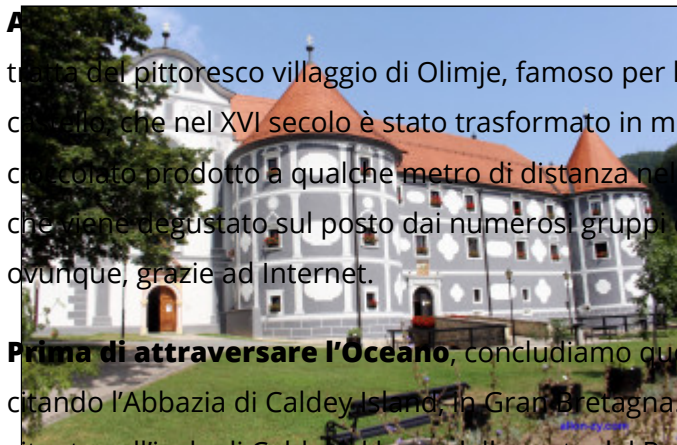 A
tratta del pittoresco villaggio di Olimje, famoso per
castello, che nel XVI secolo è stato trasformato in
cioccolato prodotto a qualche metro di distanza
che viene degustato sul posto dai numerosi gruppi
ovunque, grazie ad Internet.
Prima di attraversare l'Oceano, concludiamo
citando l'Abbazia di Caldey Island, in Gran Bretagna.